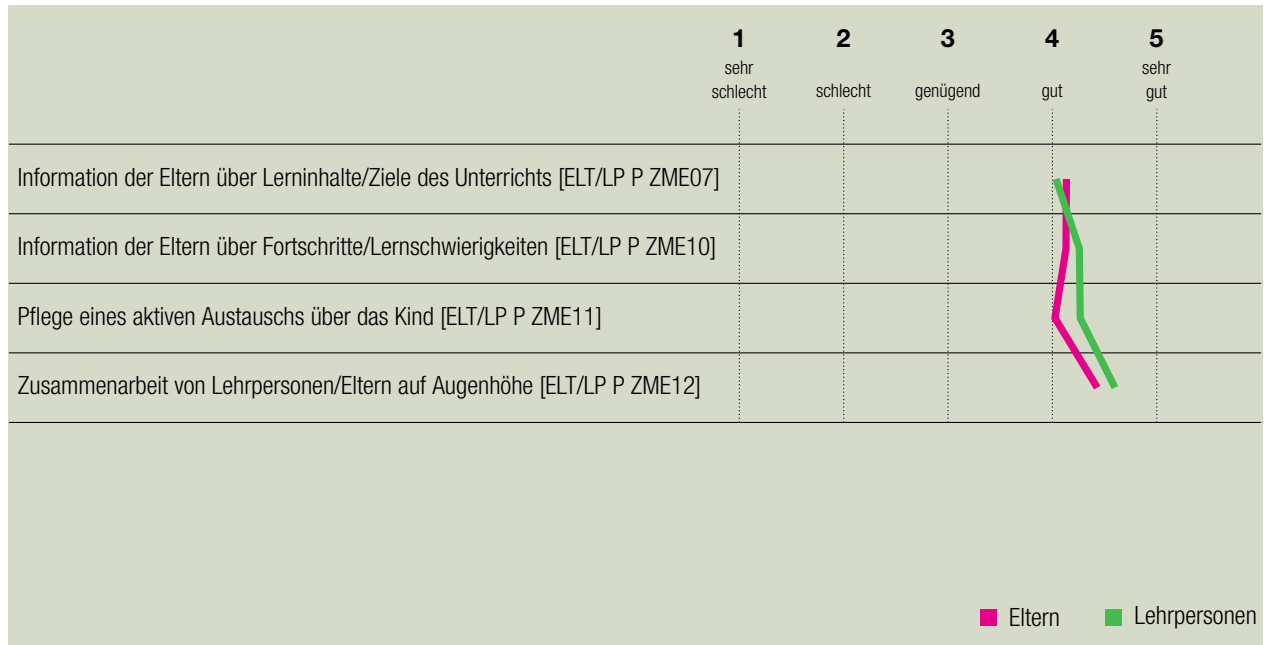 1 2 3 4 5
sehr schlecht schlecht genügend gut sehr gut
Information der Eltern über Lerninhalte/Ziele des Unterrichts [ELT/LP P ZME07]
Information der Eltern über Fortschritte/Lernschwierigkeiten [ELT/LP P ZME10]
Pflege eines aktiven Austauschs über das Kind [ELT/LP P ZME11]
Zusammenarbeit von Lehrpersonen/Eltern auf Augenhöhe [ELT/LP P ZME12]
Eltern Lehrpersonen